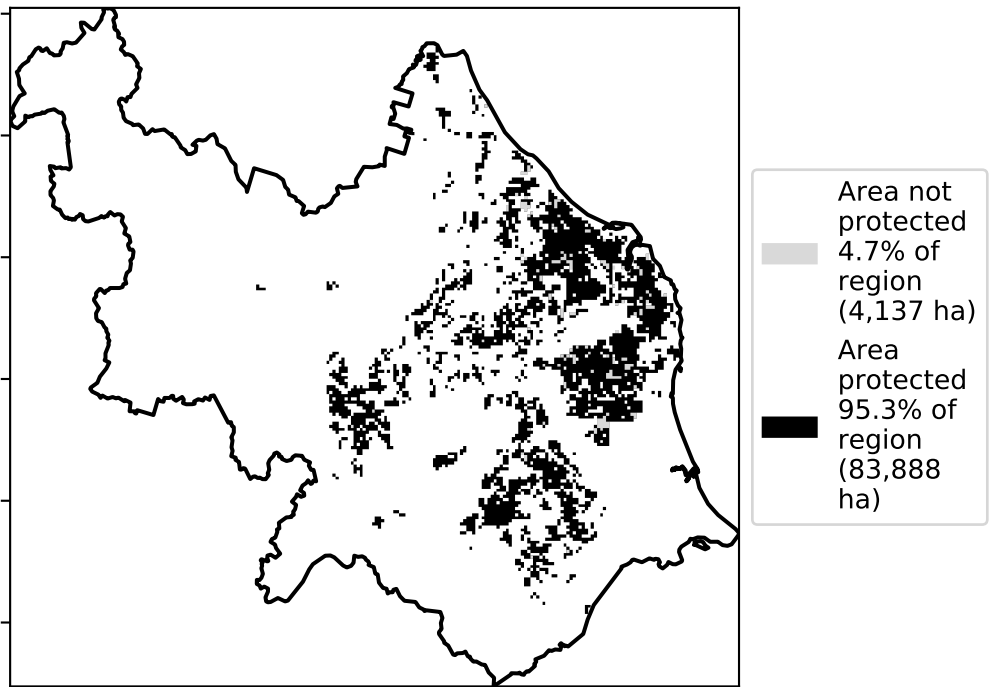 Area not
protected
4.7% of
region
(4,137 ha)
Area
protected
95.3% of
region
(83,888
ha)